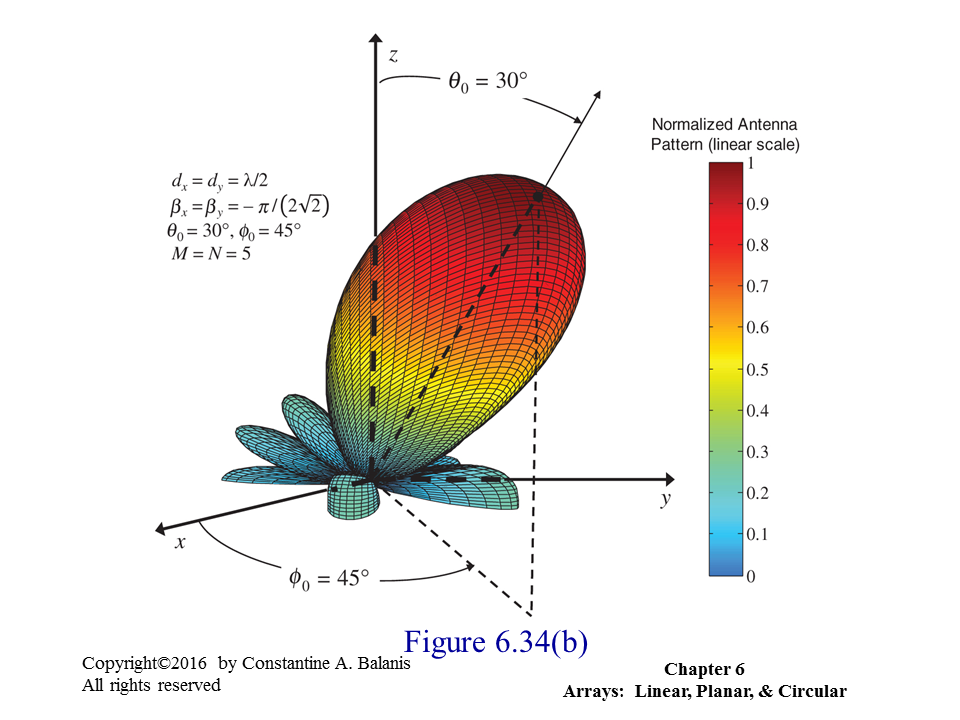 z
θ₀ = 30°
Normalized Antenna
Pattern (linear scale)
dₓ = dᵧ = λ/2
βₓ = βᵧ = − π/(2√2)
θ₀ = 30°, ϕ₀ = 45°
M = N = 5
1
0.9
0.8
0.7
0.6
0.5
0.4
0.3
0.2
0.1
0
y
x
ϕ₀ = 45°
Figure 6.34(b)
Copyright©2016 by Constantine A. Balanis
All rights reserved
Chapter 6
Arrays: Linear, Planar, & Circular